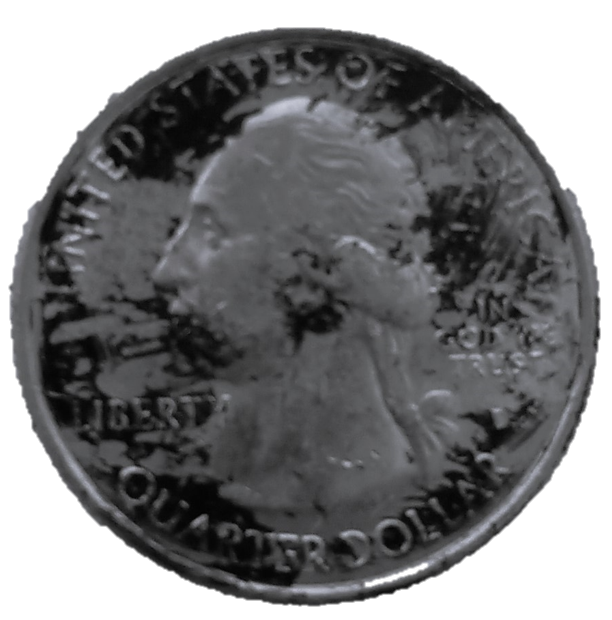 UNITED STATES OF AMERICA
LIBERTY
IN
GOD WE
TRUST
QUARTER DOLLAR